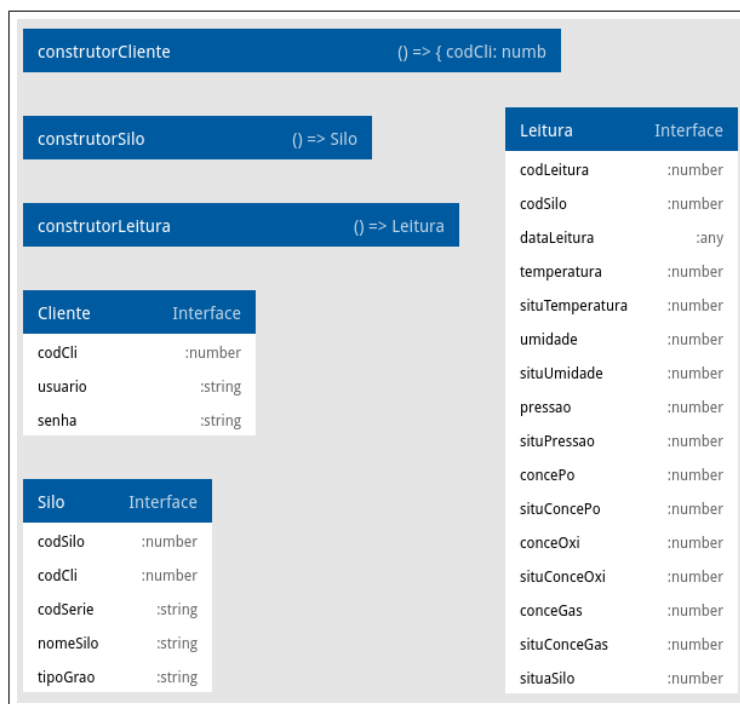 construtorCliente () => { codCli: numb
construtorSilo () => Silo
construtorLeitura () => Leitura
Cliente Interface
codCli :number
usuario :string
senha :string
Silo Interface
codSilo :number
codCli :number
codSerie :string
nomeSilo :string
tipoGrao :string
Leitura Interface
codLeitura :number
codSilo :number
dataLeitura :any
temperatura :number
situTemperatura :number
umidade :number
situUmidade :number
pressao :number
situPressao :number
concePo :number
situConcePo :number
conceOxi :number
situConceOxi :number
conceGas :number
situConceGas :number
situaSilo :number